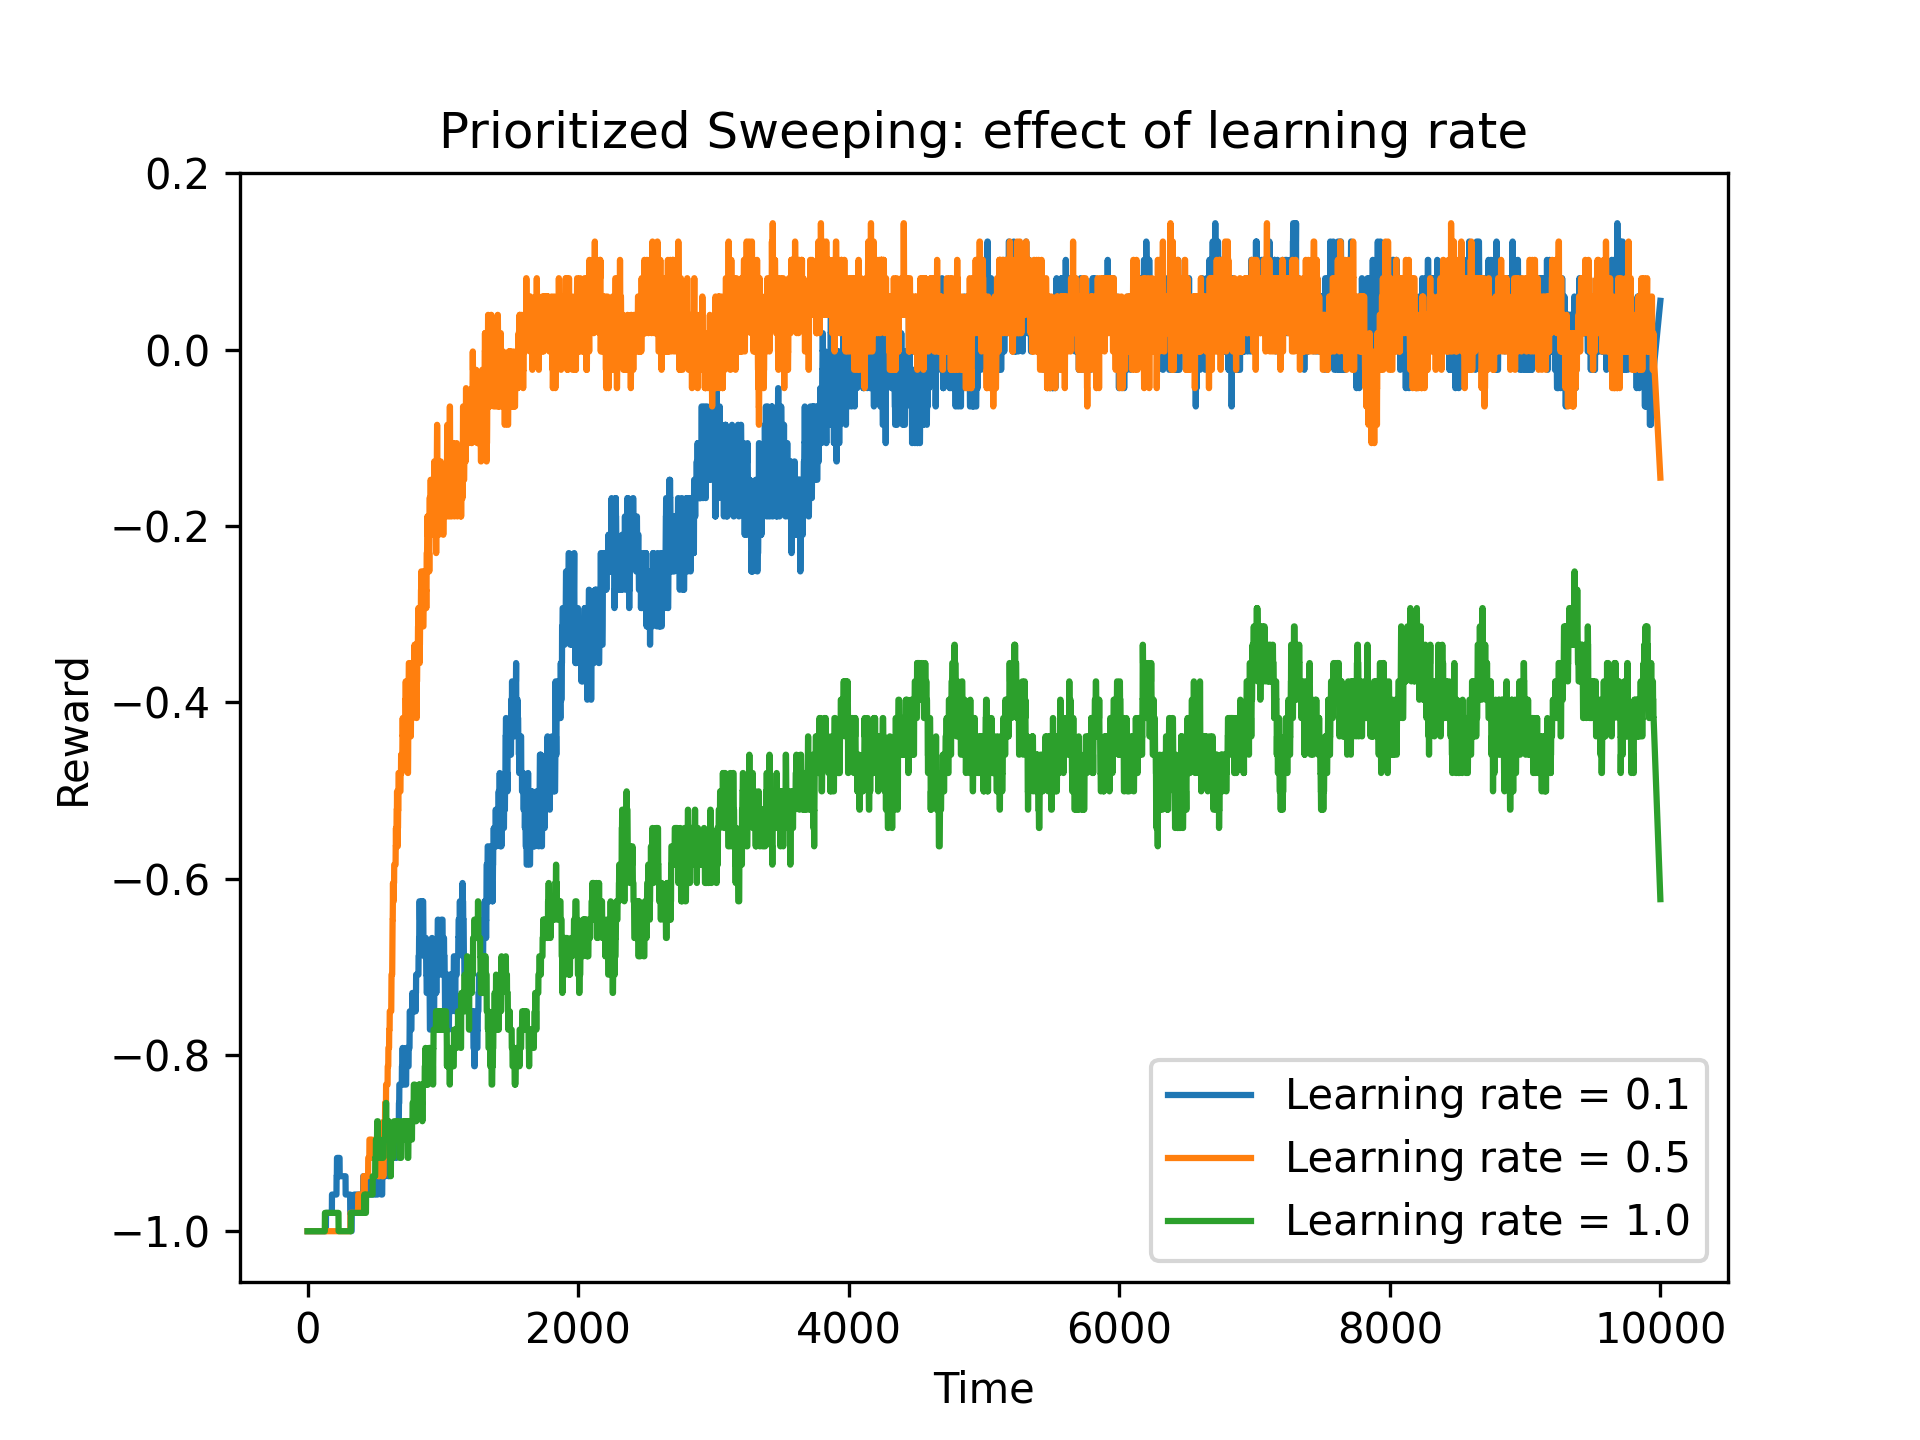 Prioritized Sweeping: effect of learning rate
0.2
0.0
−0.2
−0.4
−0.6
−0.8
−1.0
Reward
Learning rate = 0.1
Learning rate = 0.5
Learning rate = 1.0
0 2000 4000 6000 8000 10000
Time